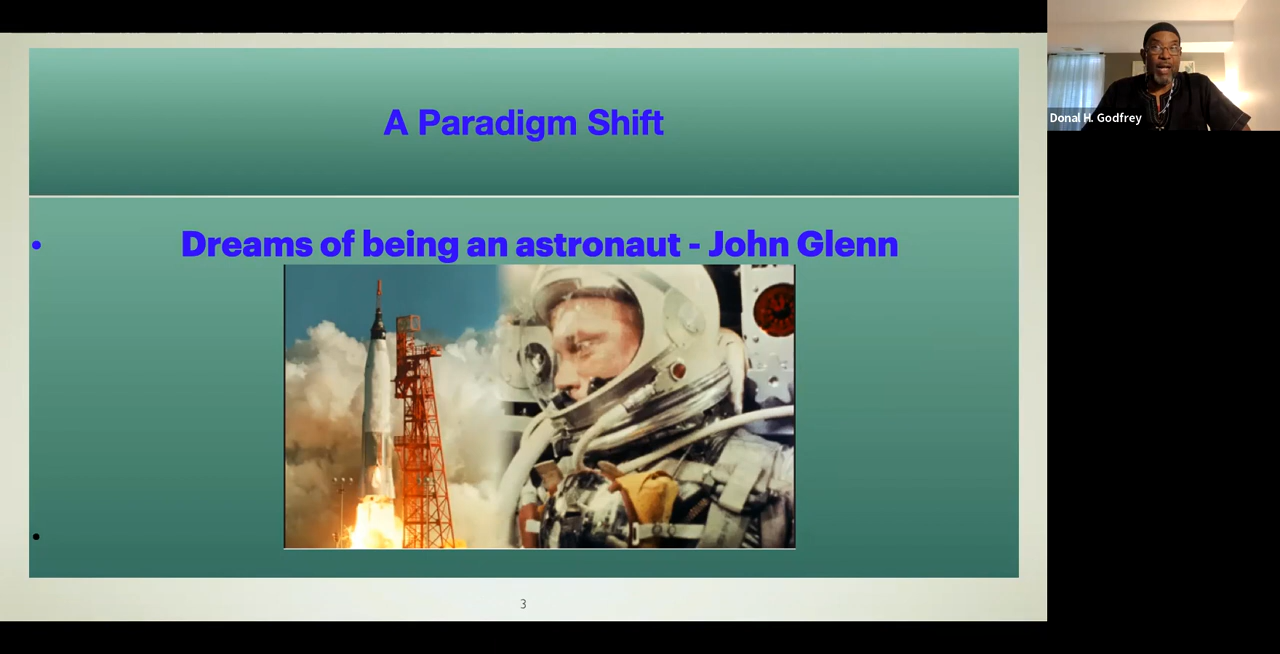 A Paradigm Shift
• Dreams of being an astronaut - John Glenn
•
3
Donal H. Godfrey